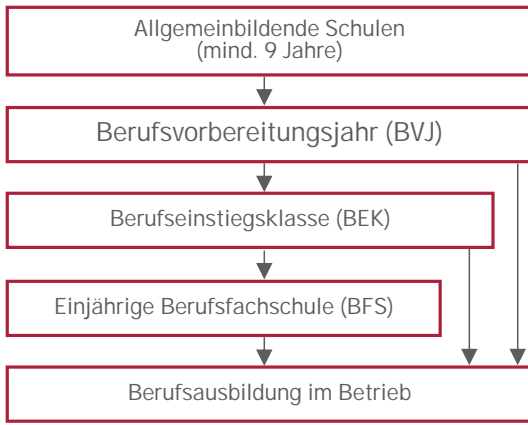 Allgemeinbildende Schulen
(mind. 9 Jahre)
Berufsvorbereitungsjahr (BVJ)
Berufseinstiegsklasse (BEK)
Einjährige Berufsfachschule (BFS)
Berufsausbildung im Betrieb